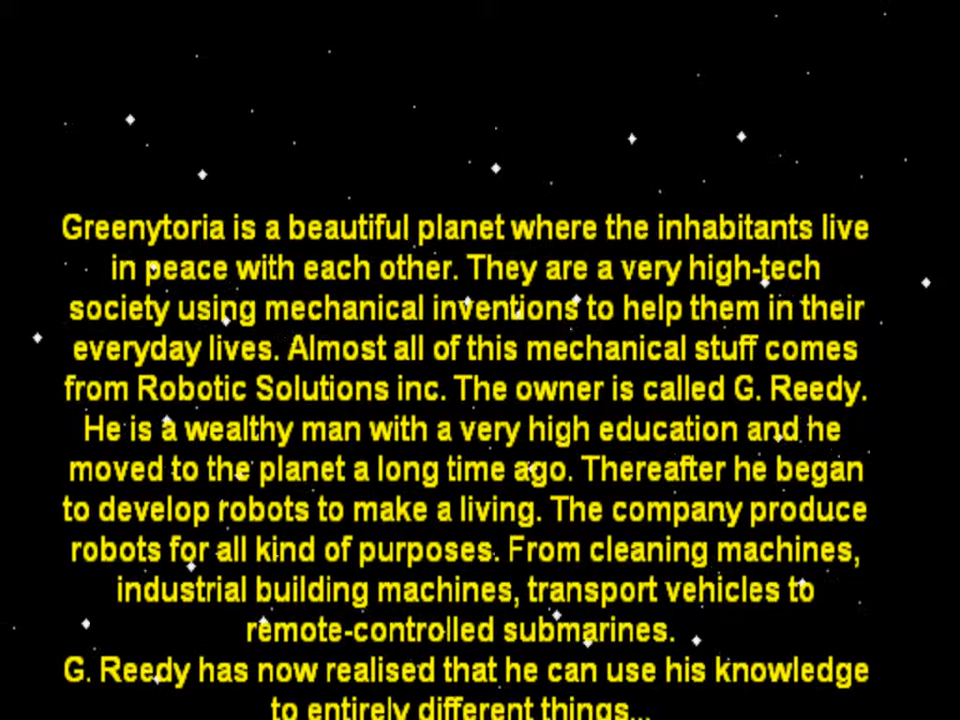 Greenytoria is a beautiful planet where the inhabitants live
in peace with each other. They are a very high-tech
society using mechanical inventions to help them in their
everyday lives. Almost all of this mechanical stuff comes
from Robotic Solutions inc. The owner is called G. Reedy.
He is a wealthy man with a very high education and he
moved to the planet a long time ago. Thereafter he began
to develop robots to make a living. The company produce
robots for all kind of purposes. From cleaning machines,
industrial building machines, transport vehicles to
remote-controlled submarines.
G. Reedy has now realised that he can use his knowledge
to entirely different things...